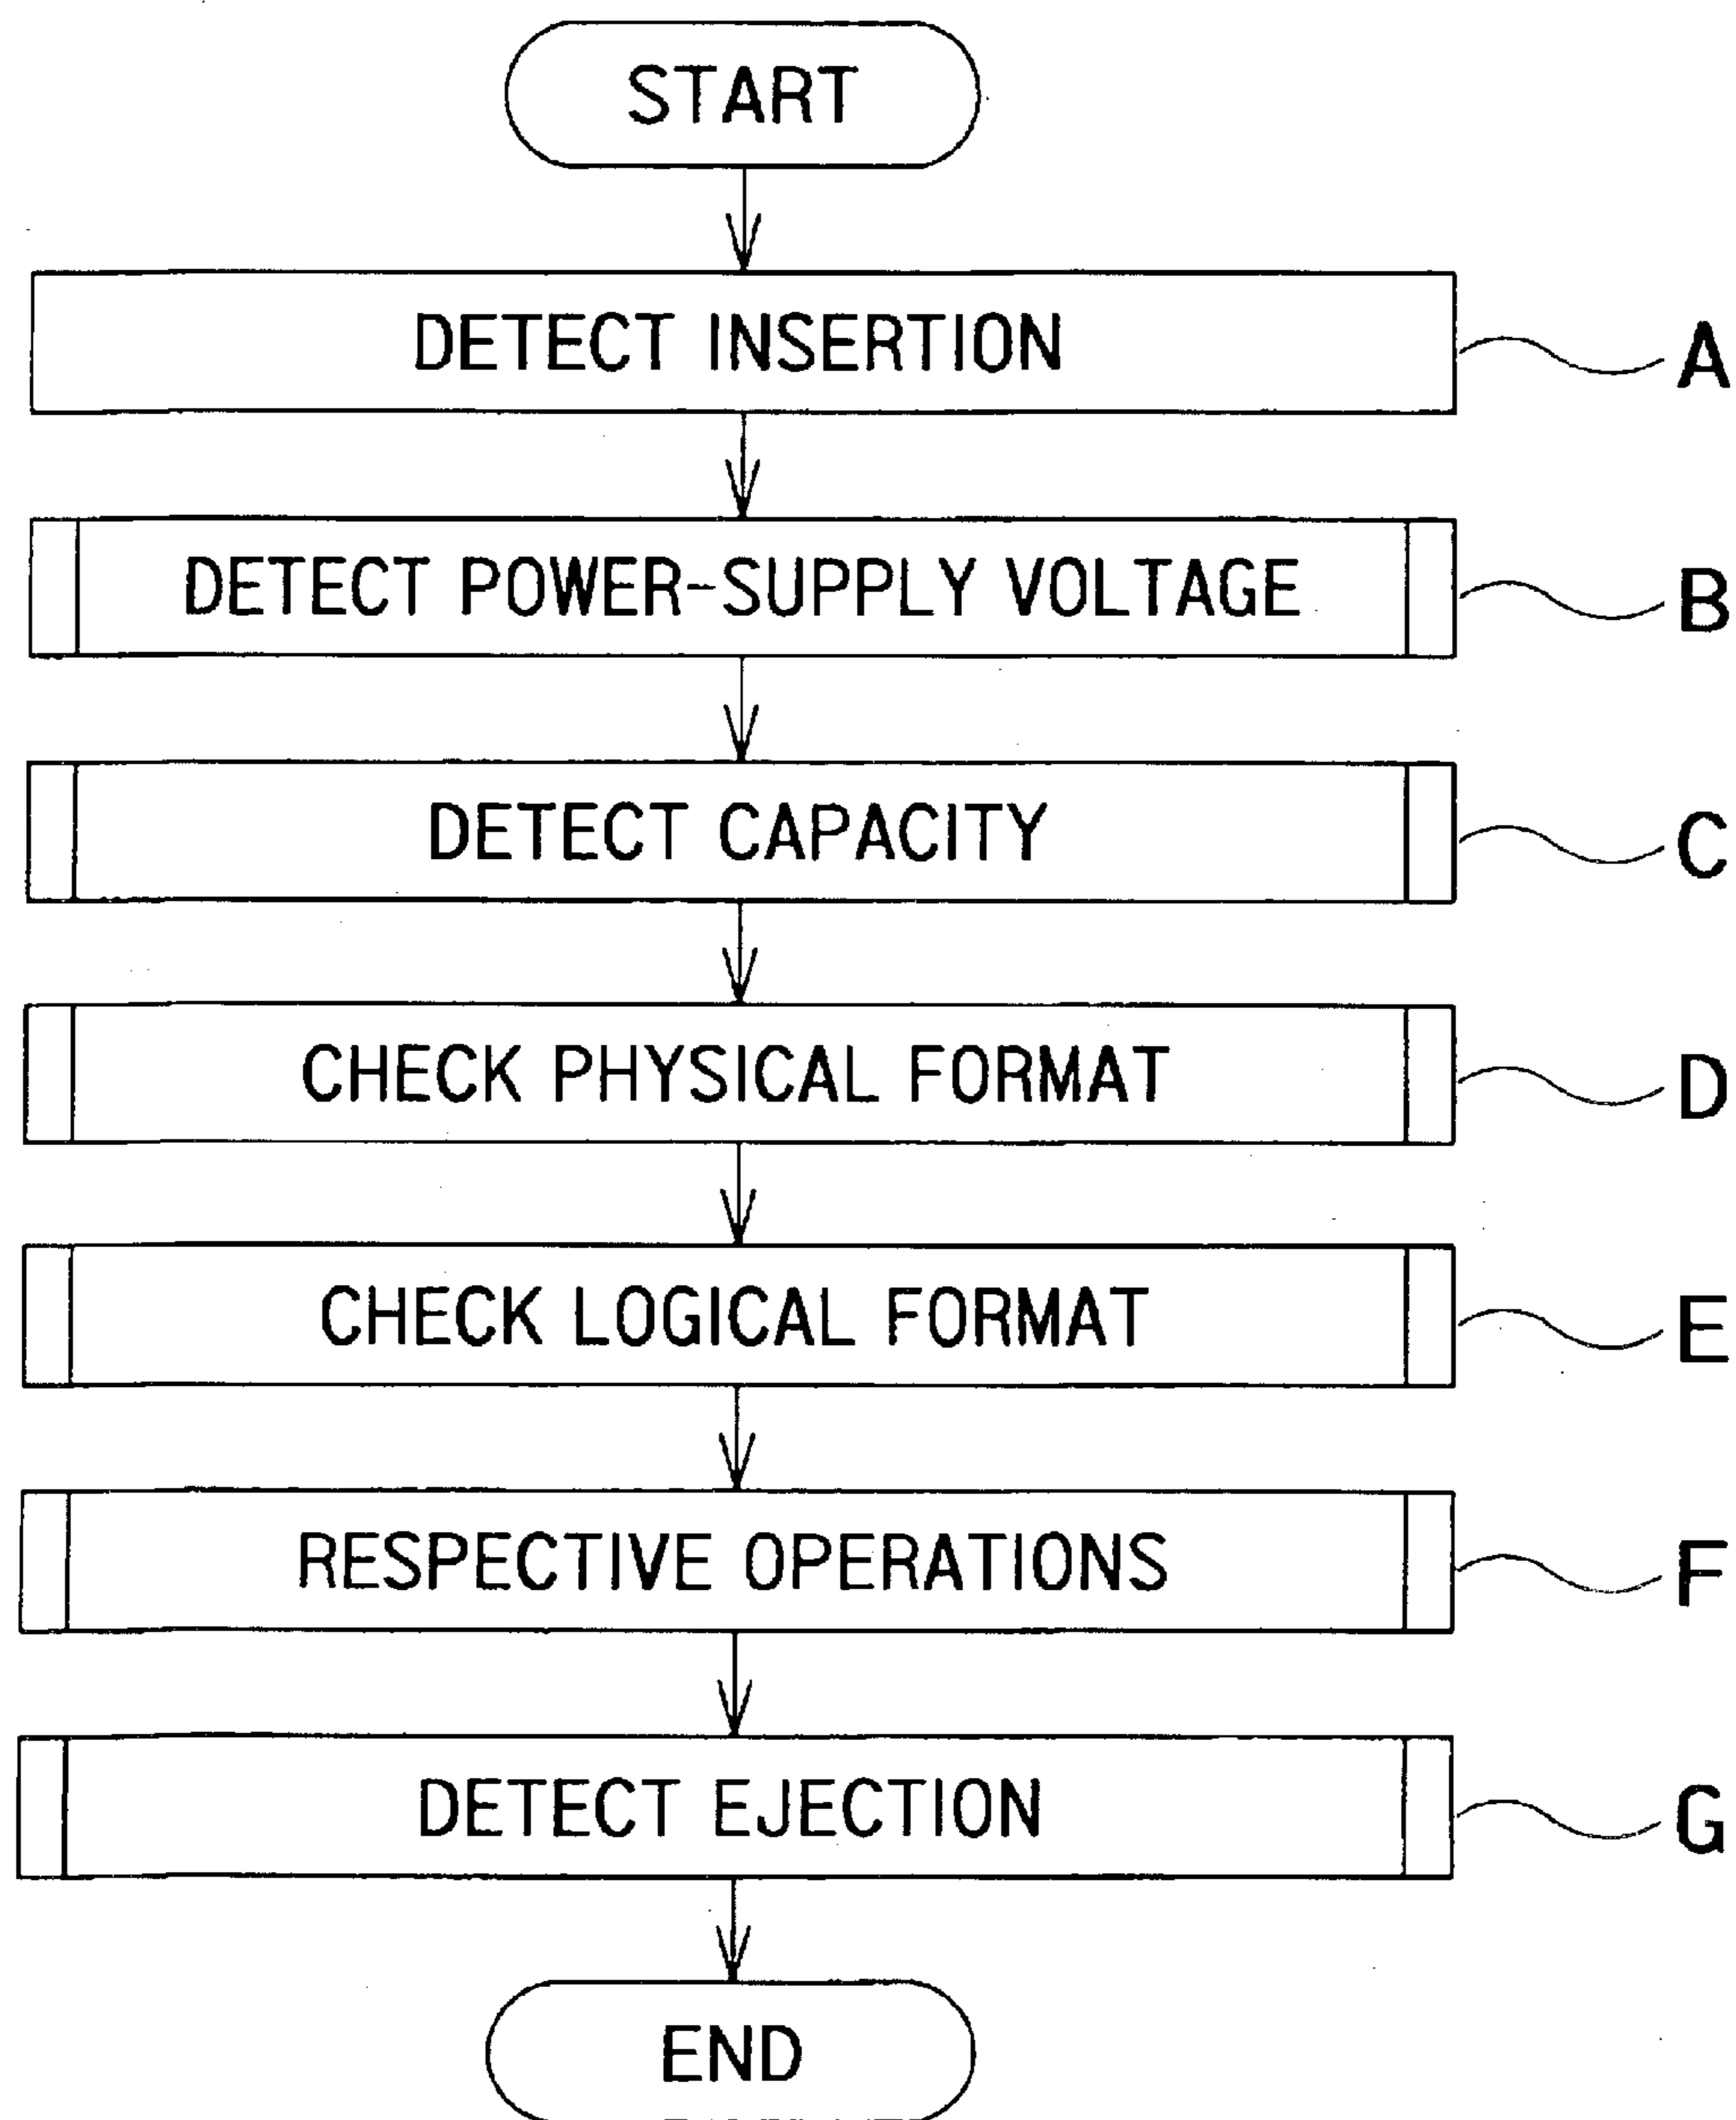 START
DETECT INSERTION
A
DETECT POWER-SUPPLY VOLTAGE
B
DETECT CAPACITY
C
CHECK PHYSICAL FORMAT
D
CHECK LOGICAL FORMAT
E
RESPECTIVE OPERATIONS
F
DETECT EJECTION
G
END